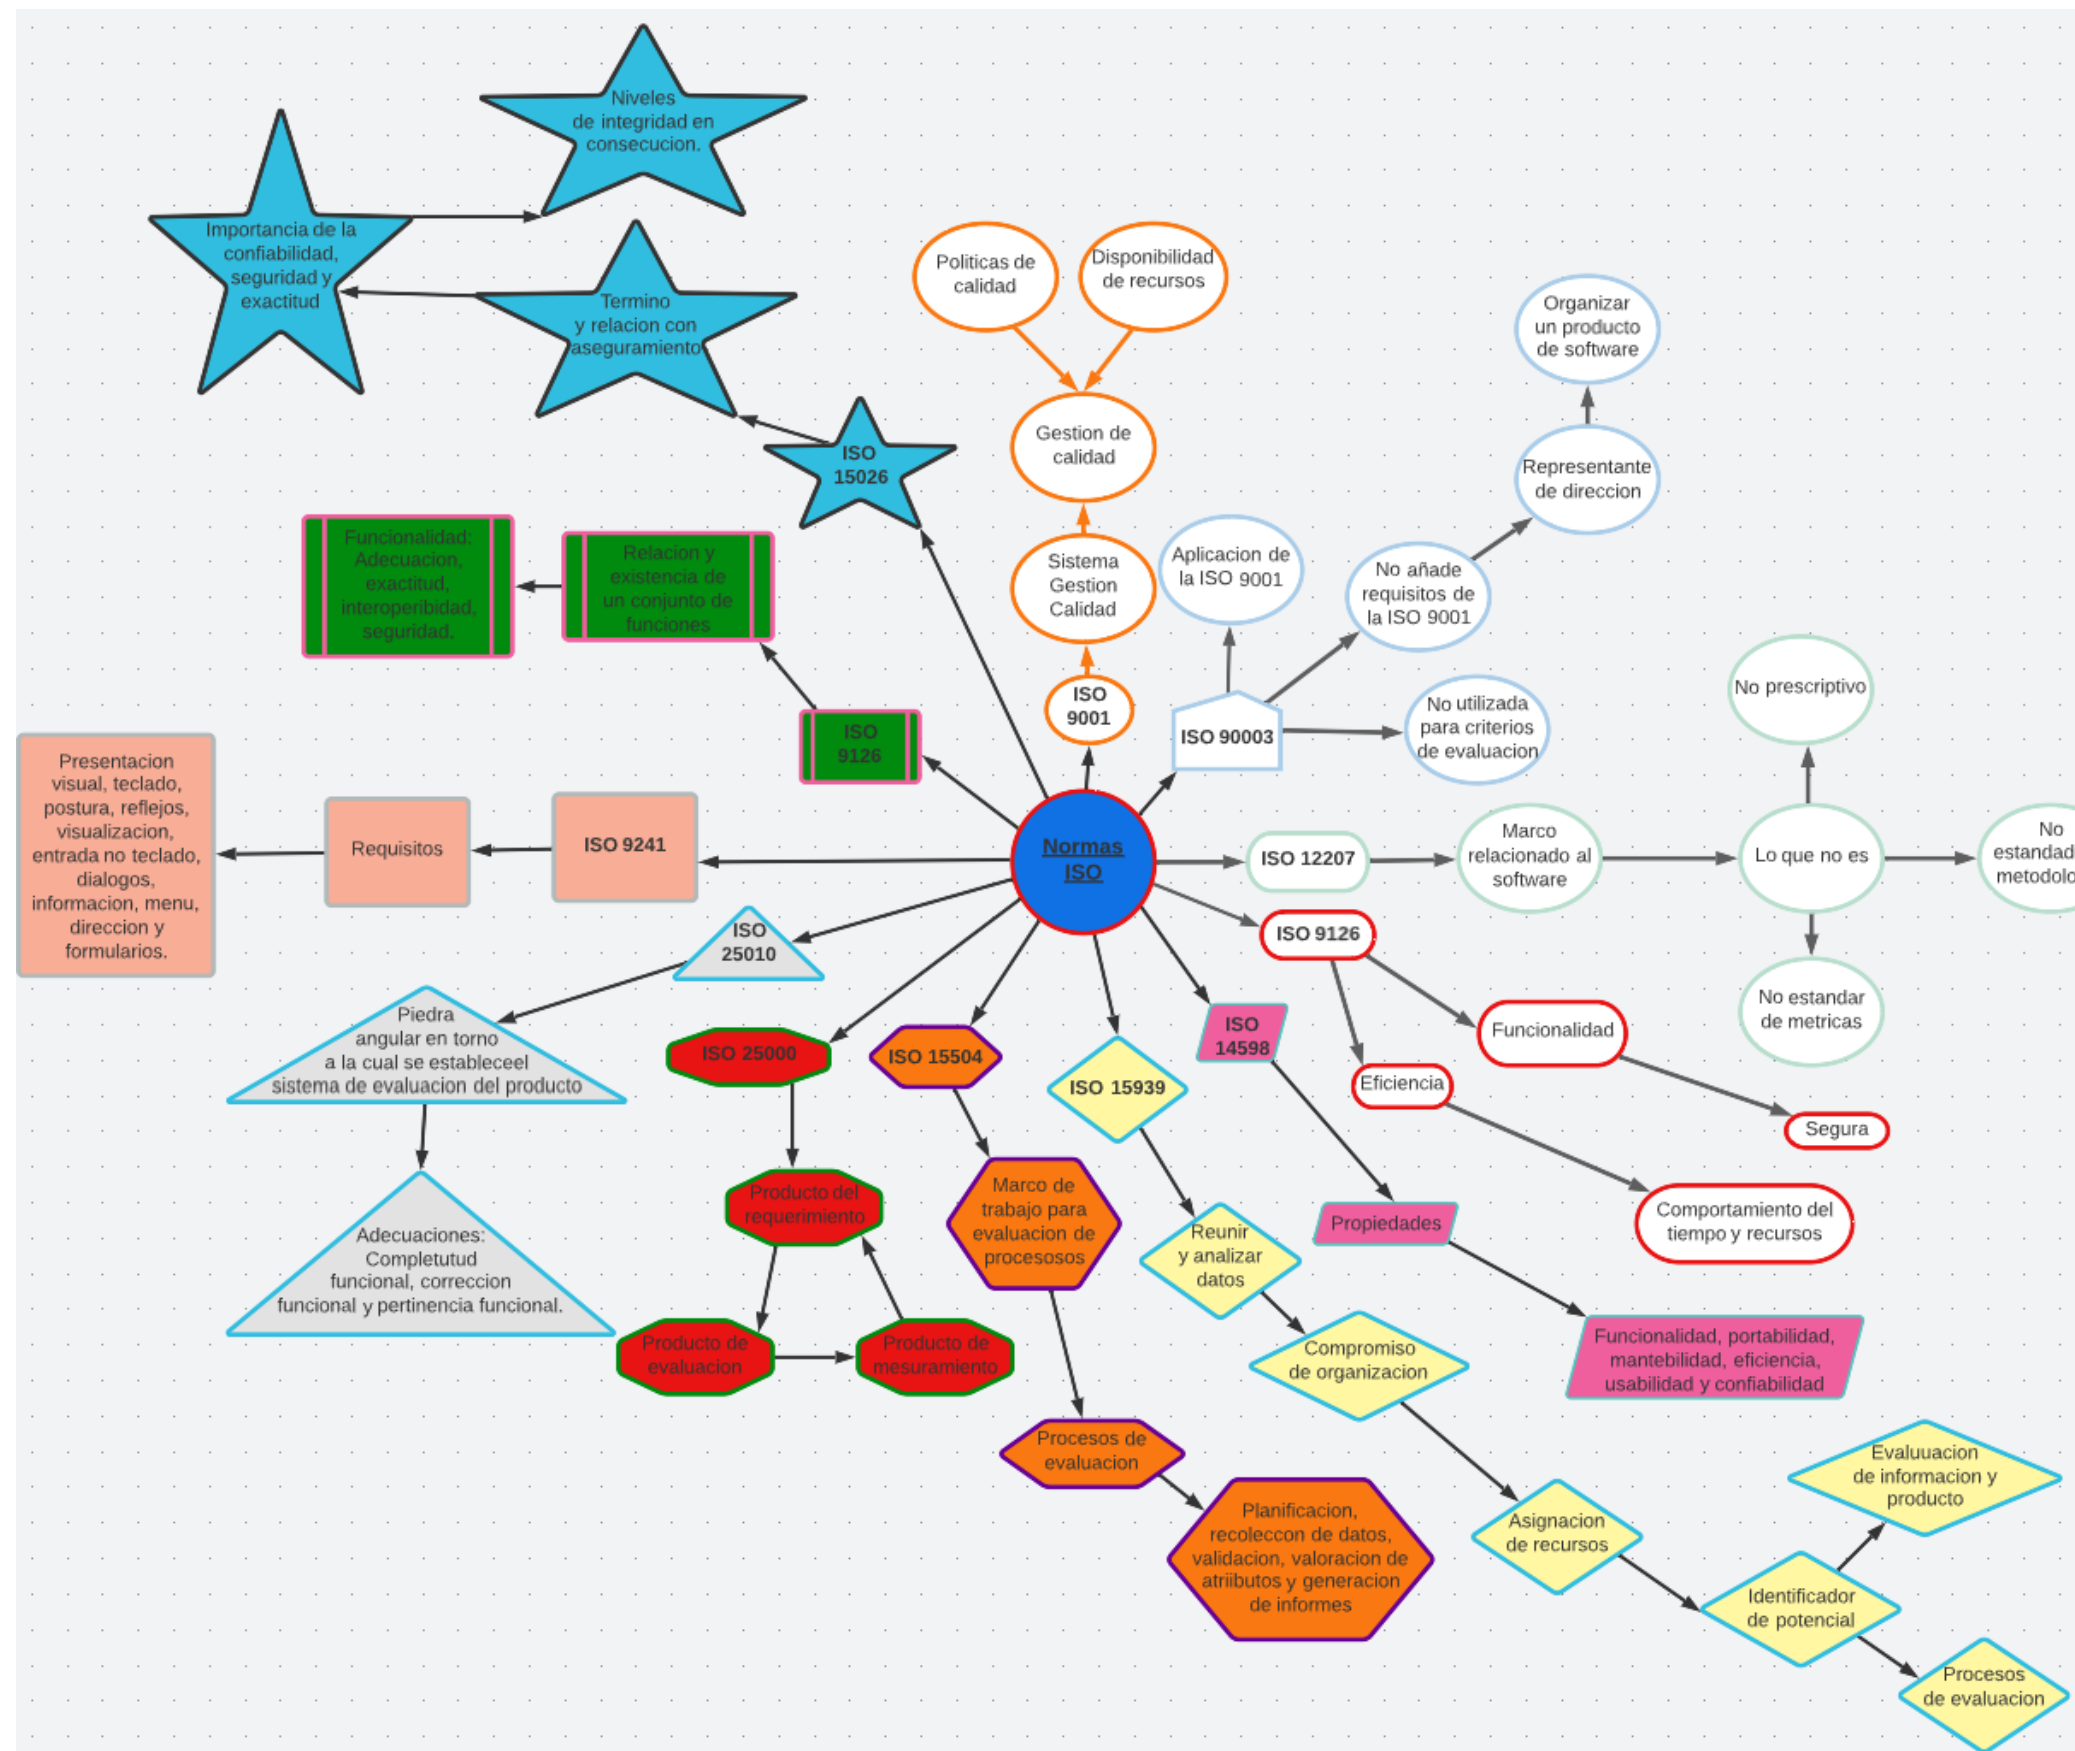 Niveles
de integridad en
consecucion.
Importancia de la
confiabilidad,
seguridad y
exactitud
Termino
y relacion con
aseguramiento
ISO
15026
Politicas de
calidad
Disponibilidad
de recursos
Gestion de
calidad
Sistema
Gestion
Calidad
ISO
9001
Organizar
un producto
de software
Representante
de direccion
Aplicacion de
la ISO 9001
No añade
requisitos de
la ISO 9001
No utilizada
para criterios
de evaluacion
ISO 90003
Funcionalidad:
Adecuacion,
exactitud,
interoperibidad,
seguridad.
Relacion y
existencia de
un conjunto de
funciones
ISO
9126
No prescriptivo
Presentacion
visual, teclado,
postura, reflejos,
visualizacion,
entrada no teclado,
dialogos,
informacion, menu,
direccion y
formularios.
Requisitos
ISO 9241
Normas
ISO
ISO 12207
Marco
relacionado al
software
Lo que no es
No
No estandar
de metricas
ISO
25010
Piedra
angular en torno
a la cual se estableceel
sistema de evaluacion del producto
Adecuaciones:
Completutud
funcional, correccion
funcional y pertinencia funcional.
ISO 25000
Producto del
requerimiento
Producto de
evaluacion
Producto de
mesuramiento
ISO 15504
Marco de
trabajo para
evaluacion de
procesosos
Procesos de
evaluacion
Planificacion,
recoleccon de datos,
validacion, valoracion de
atriibutos y generacion
de informes
ISO 15939
Reunir
y analizar
datos
Compromiso
de organizacion
Asignacion
de recursos
Identificador
de potencial
Evaluuacion
de informacion y
producto
Procesos
de evaluacion
ISO
14598
Propiedades
Funcionalidad, portabilidad,
mantebilidad, eficiencia,
usabilidad y confiabilidad
ISO 9126
Funcionalidad
Segura
Eficiencia
Comportamiento del
tiempo y recursos